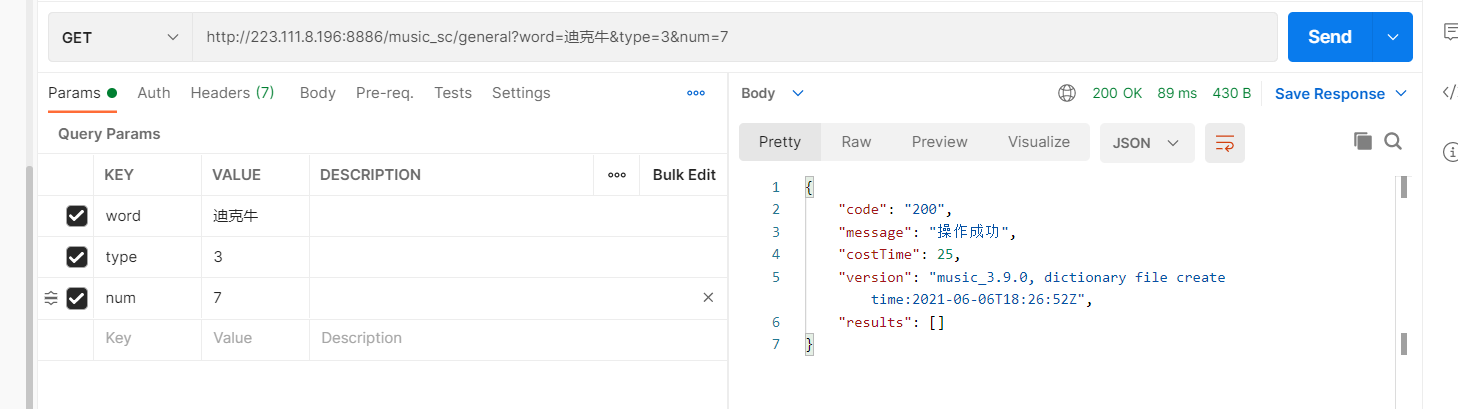 GET http://223.111.8.196:8886/music_sc/general?word=迪克牛&type=3&num=7 Send
Params Auth Headers (7) Body Pre-req. Tests Settings
Query Params
KEY VALUE DESCRIPTION Bulk Edit
word 迪克牛
type 3
num 7
Key Value Description
Body 200 OK 89 ms 430 B Save Response
Pretty Raw Preview Visualize JSON
1 {
2 "code": "200",
3 "message": "操作成功",
4 "costTime": 25,
5 "version": "music_3.9.0, dictionary file create
time:2021-06-06T18:26:52Z",
6 "results": []
7 }